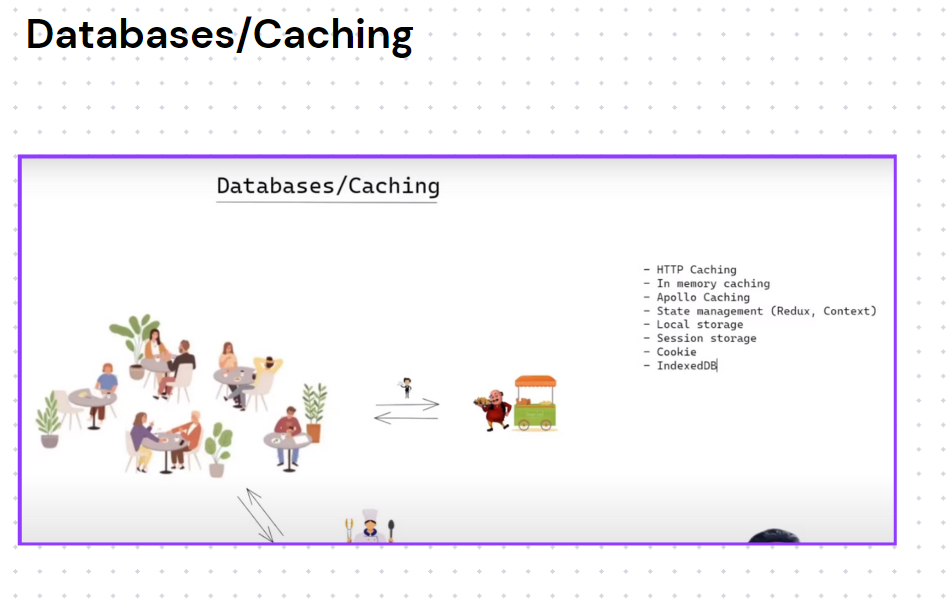 Databases/Caching
Databases/Caching
- HTTP Caching
- In memory caching
- Apollo Caching
- State management (Redux, Context)
- Local storage
- Session storage
- Cookie
- IndexedDB